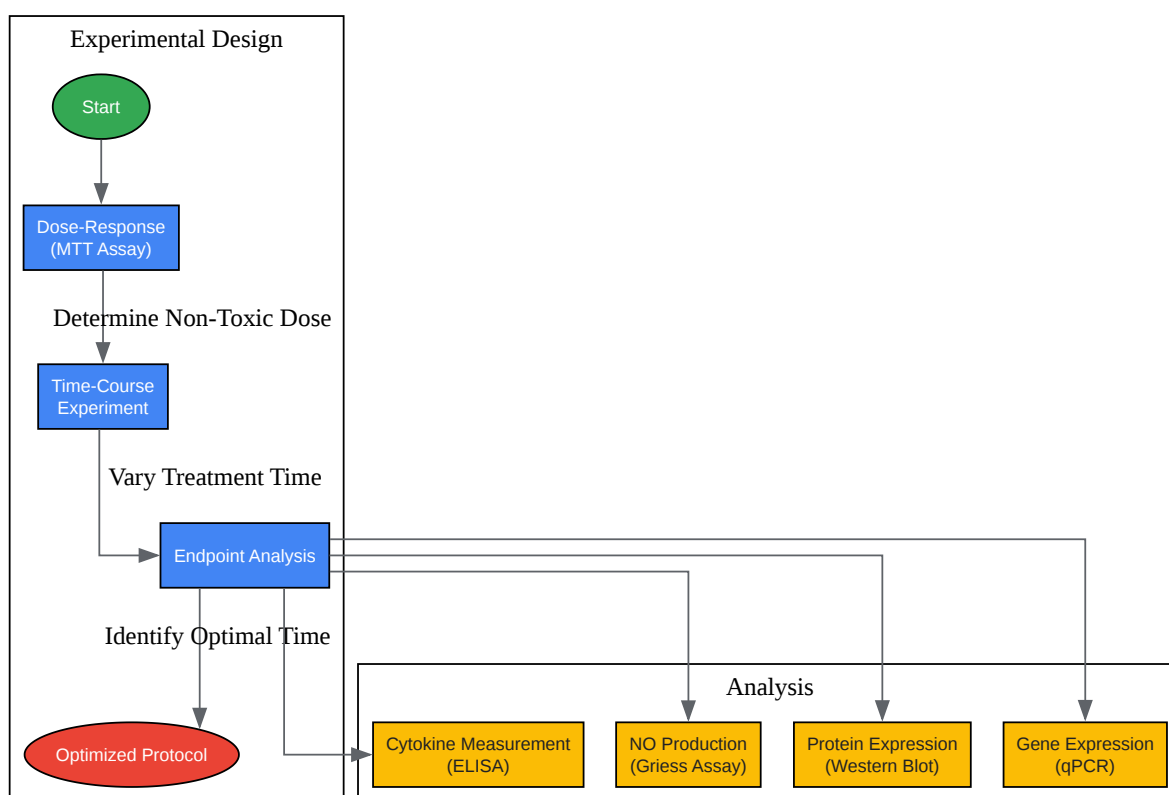 Experimental Design
Start
Dose-Response
(MTT Assay)
Determine Non-Toxic Dose
Time-Course
Experiment
Vary Treatment Time
Endpoint Analysis
Identify Optimal Time
Optimized Protocol
Analysis
Cytokine Measurement
(ELISA)
NO Production
(Griess Assay)
Protein Expression
(Western Blot)
Gene Expression
(qPCR)